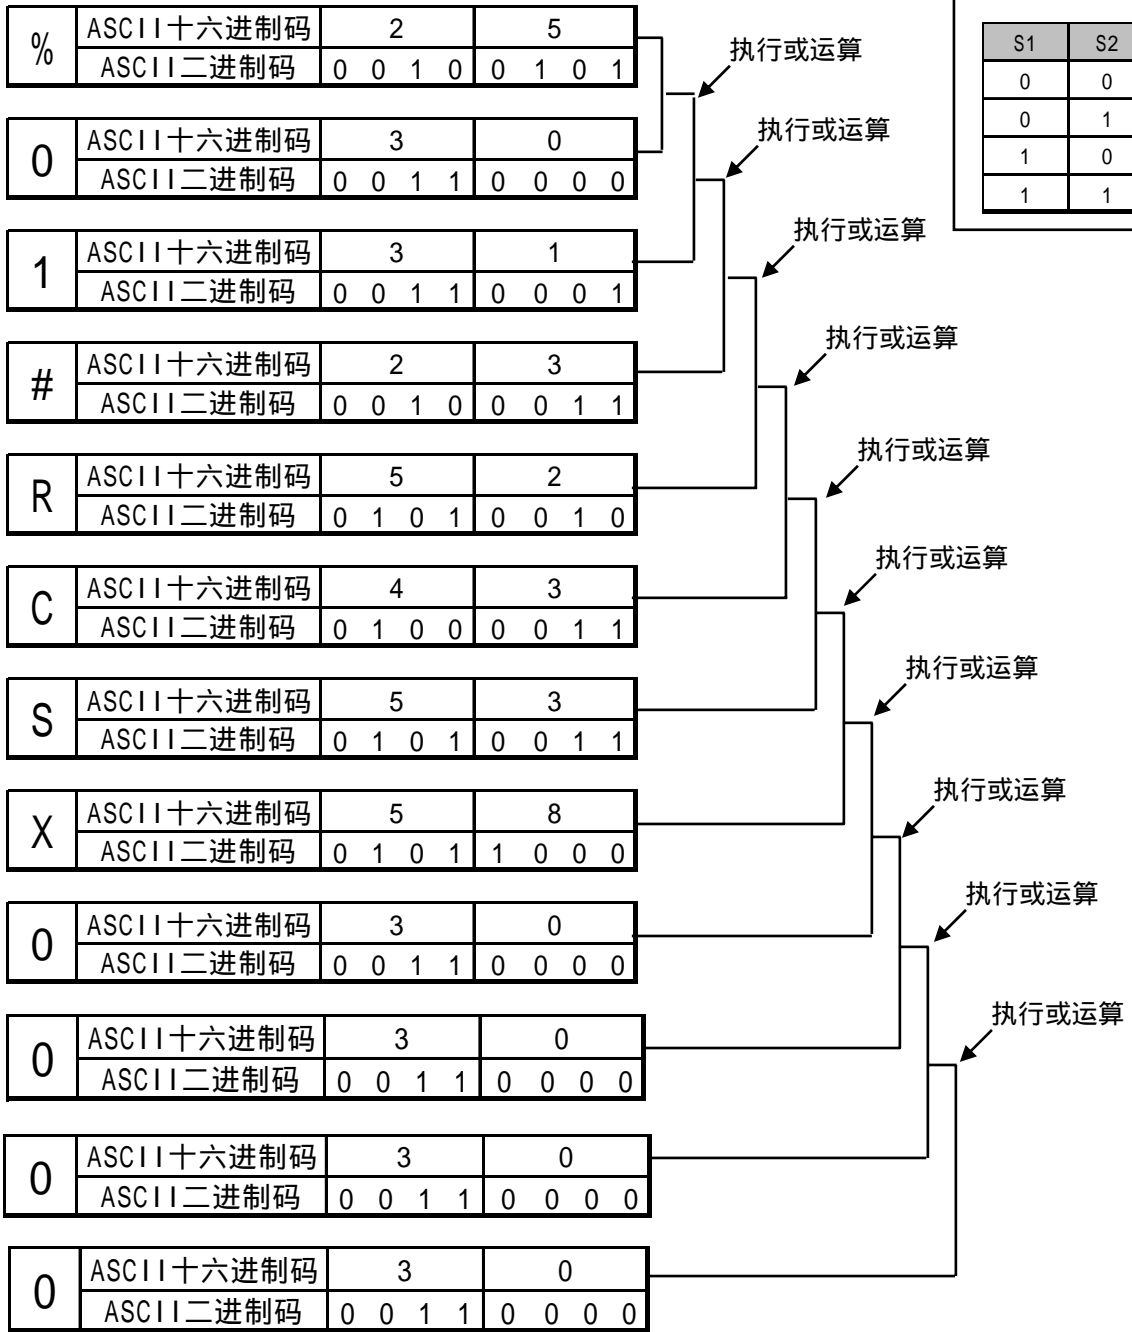 % ASCII十六进制码 2 5
ASCII二进制码 0 0 1 0 0 1 0 1
0 ASCII十六进制码 3 0
ASCII二进制码 0 0 1 1 0 0 0 0
1 ASCII十六进制码 3 1
ASCII二进制码 0 0 1 1 0 0 0 1
# ASCII十六进制码 2 3
ASCII二进制码 0 0 1 0 0 0 1 1
R ASCII十六进制码 5 2
ASCII二进制码 0 1 0 1 0 0 1 0
C ASCII十六进制码 4 3
ASCII二进制码 0 1 0 0 0 0 1 1
S ASCII十六进制码 5 3
ASCII二进制码 0 1 0 1 0 0 1 1
X ASCII十六进制码 5 8
ASCII二进制码 0 1 0 1 1 0 0 0
0 ASCII十六进制码 3 0
ASCII二进制码 0 0 1 1 0 0 0 0
0 ASCII十六进制码 3 0
ASCII二进制码 0 0 1 1 0 0 0 0
0 ASCII十六进制码 3 0
ASCII二进制码 0 0 1 1 0 0 0 0
0 ASCII十六进制码 3 0
ASCII二进制码 0 0 1 1 0 0 0 0
执行或运算
执行或运算
执行或运算
执行或运算
执行或运算
执行或运算
执行或运算
执行或运算
执行或运算
执行或运算
S1 S2
0 0
0 1
1 0
1 1